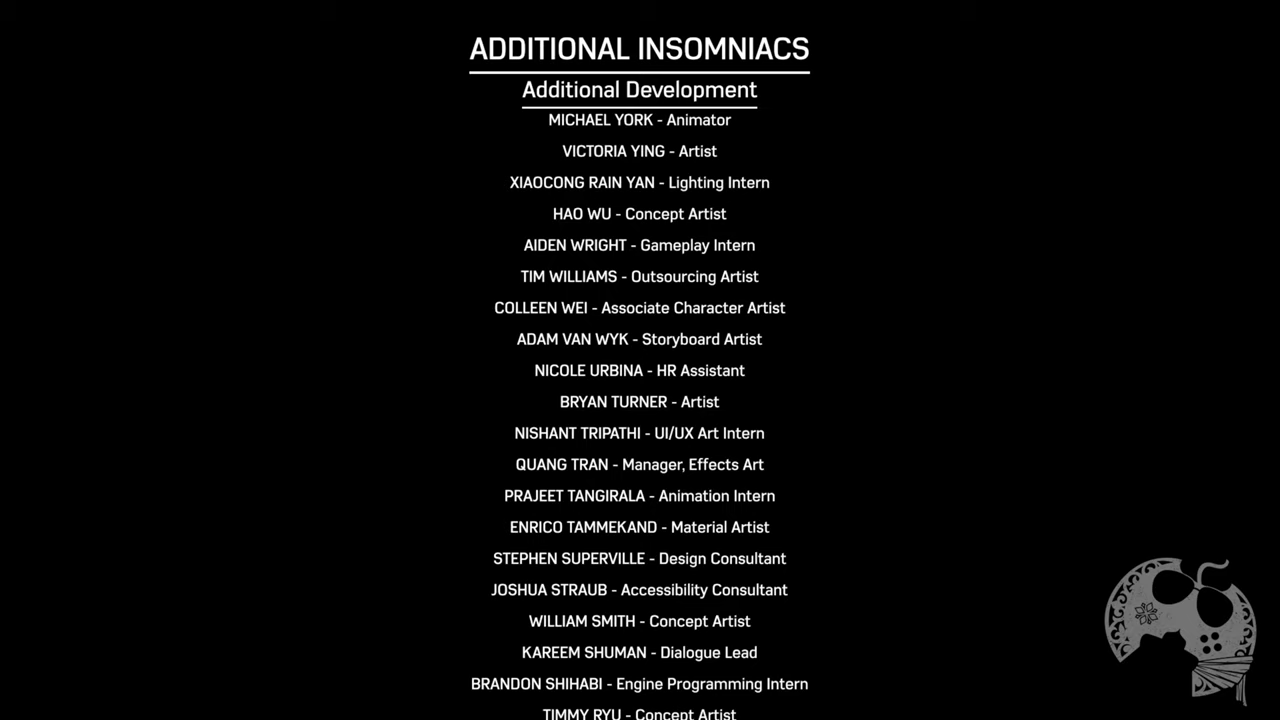 ADDITIONAL INSOMNIACS
Additional Development
MICHAEL YORK - Animator
VICTORIA YING - Artist
XIAOCONG RAIN YAN - Lighting Intern
HAO WU - Concept Artist
AIDEN WRIGHT - Gameplay Intern
TIM WILLIAMS - Outsourcing Artist
COLLEEN WEI - Associate Character Artist
ADAM VAN WYK - Storyboard Artist
NICOLE URBINA - HR Assistant
BRYAN TURNER - Artist
NISHANT TRIPATHI - UI/UX Art Intern
QUANG TRAN - Manager, Effects Art
PRAJEET TANGIRALA - Animation Intern
ENRICO TAMMEKAND - Material Artist
STEPHEN SUPERVILLE - Design Consultant
JOSHUA STRAUB - Accessibility Consultant
WILLIAM SMITH - Concept Artist
KAREEM SHUMAN - Dialogue Lead
BRANDON SHIHABI - Engine Programming Intern
TIMMY RYU - Concept Artist